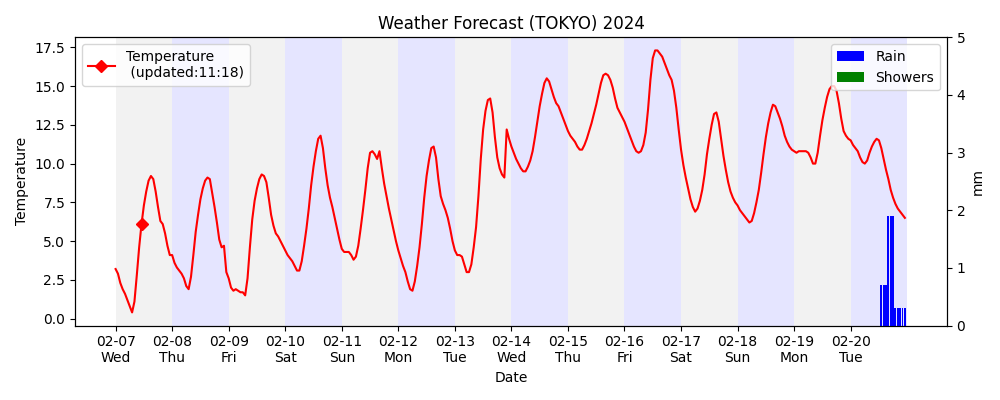 Weather Forecast (TOKYO) 2024
Temperature
(updated:11:18)
Rain
Showers
Temperature
17.5
15.0
12.5
10.0
7.5
5.0
2.5
0.0
5
4
3
2
1
0
mm
02-07 02-08 02-09 02-10 02-11 02-12 02-13 02-14 02-15 02-16 02-17 02-18 02-19 02-20
Wed Thu Fri Sat Sun Mon Tue Wed Thu Fri Sat Sun Mon Tue
Date